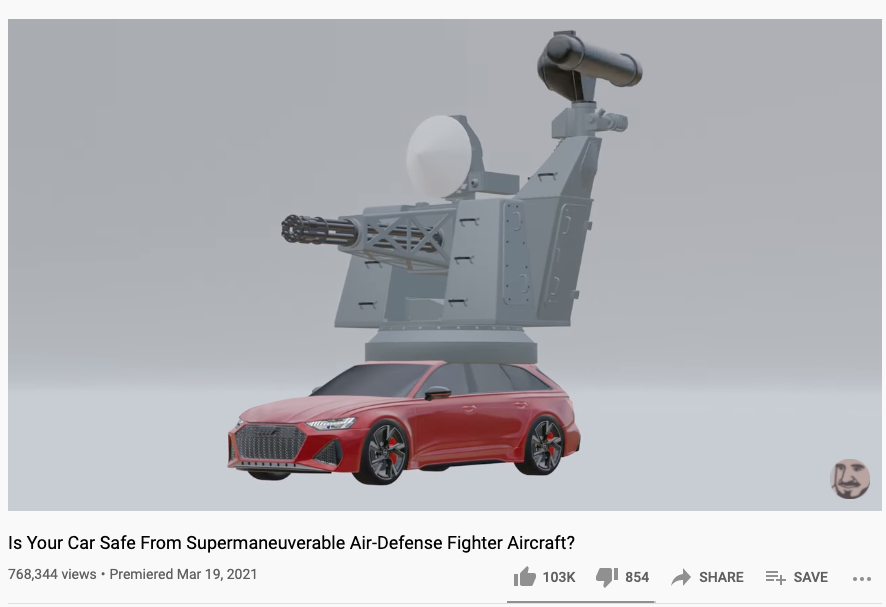 Is Your Car Safe From Supermaneuverable Air-Defense Fighter Aircraft?
768,344 views • Premiered Mar 19, 2021
103K
854
SHARE
SAVE